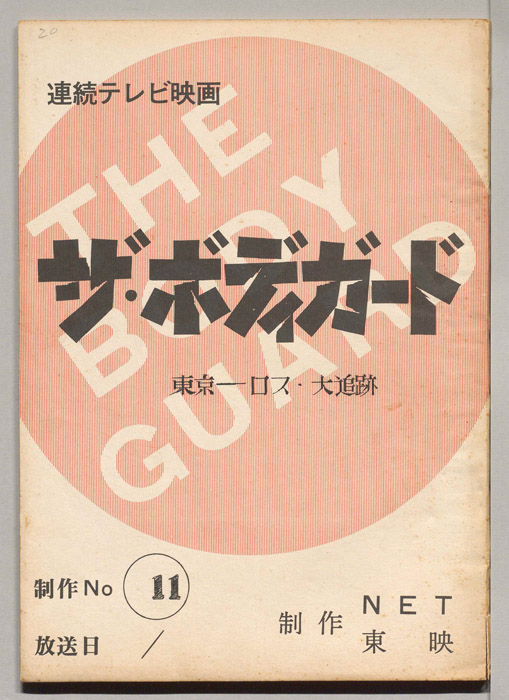 20
連続テレビ映画
THE
BODY
GUARD
ザ・ボディガード
東京—ロス・大追跡
制作No 11
放送日 /
制作 NET
東映